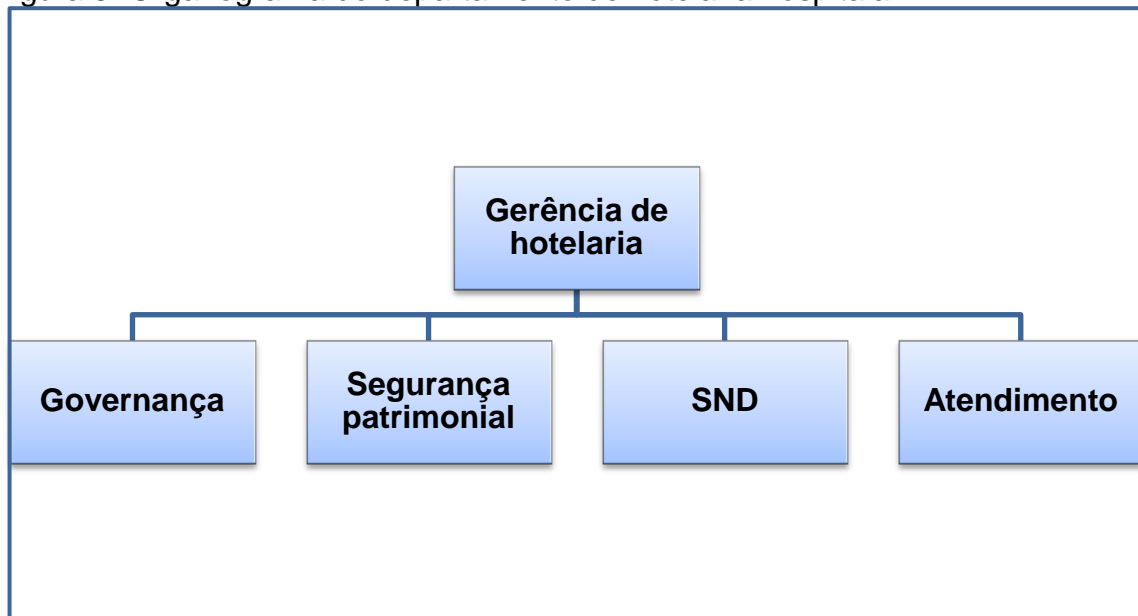 Gerência de
hotelaria
Governança
Segurança
patrimonial
SND
Atendimento